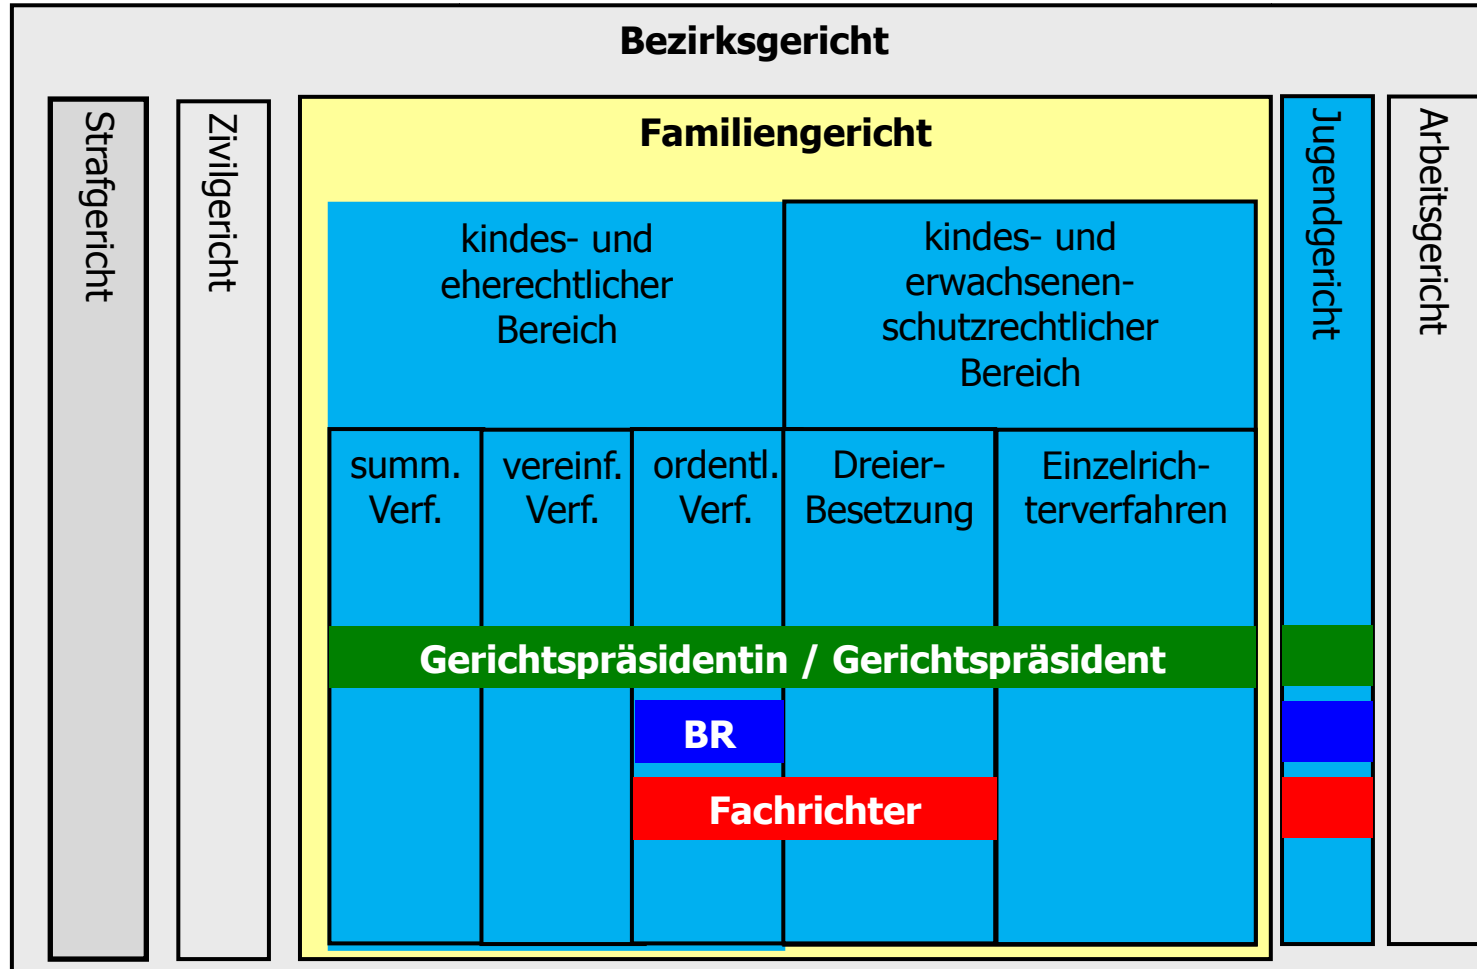 Bezirksgericht
Strafgericht
Zivilgericht
Familiengericht
kindes- und
eherechtlicher
Bereich
kindes- und
erwachsenen-
schutzrechtlicher
Bereich
summ.
Verf.
vereinf.
Verf.
ordentl.
Verf.
Dreier-
Besetzung
Einzelrich-
terverfahren
Gerichtspräsidentin / Gerichtspräsident
BR
Fachrichter
Jugendgericht
Arbeitsgericht